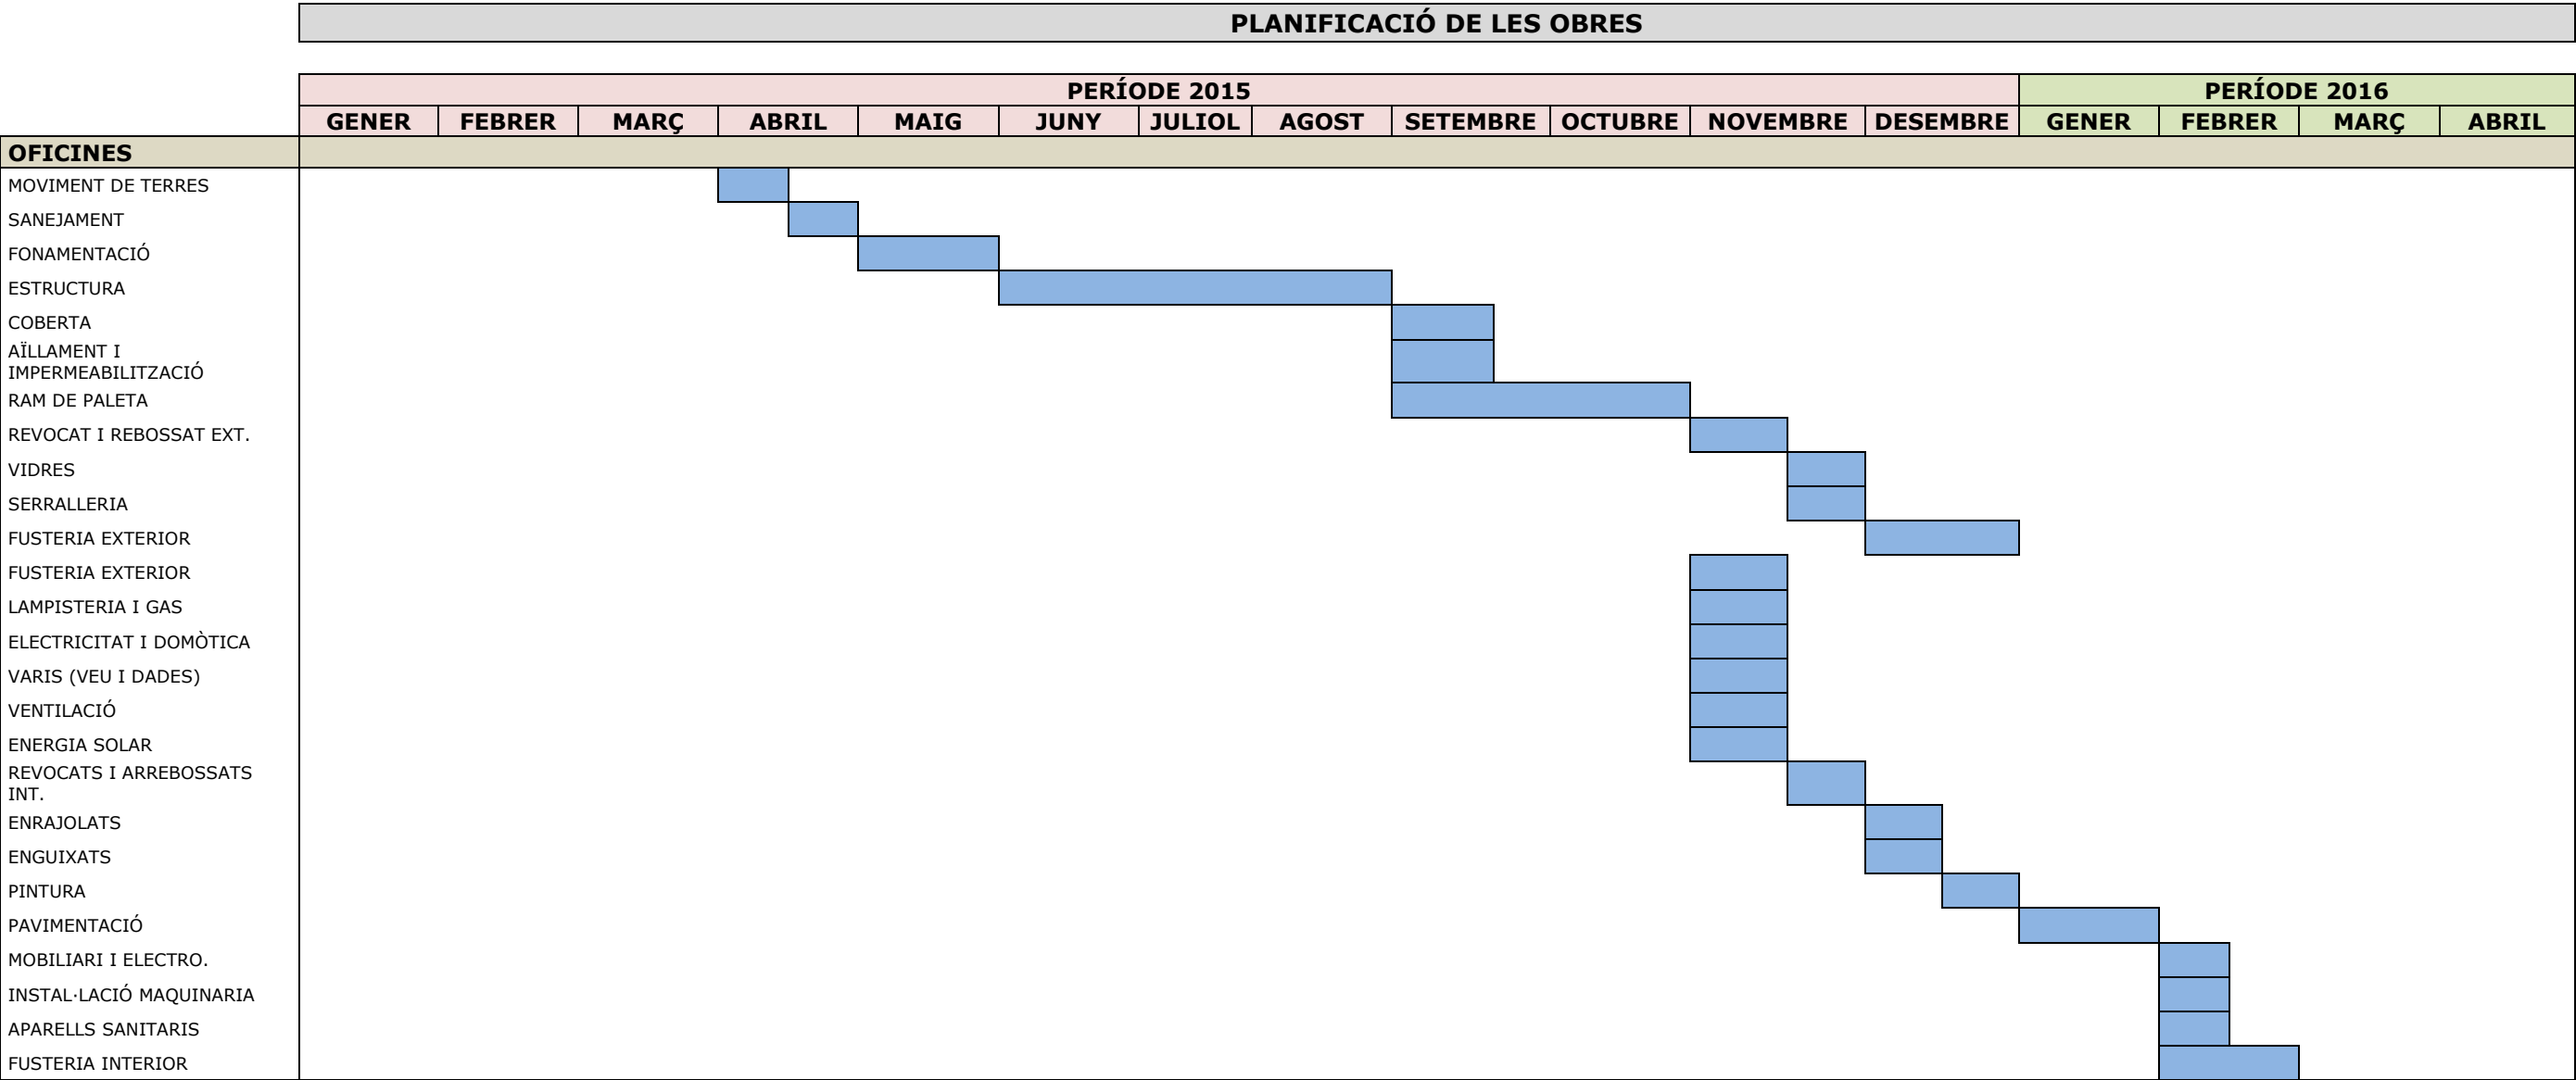 PLANIFICACIÓ DE LES OBRES
PERÍODE 2015 PERÍODE 2016
GENER FEBRER MARÇ ABRIL MAIG JUNY JULIOL AGOST SETEMBRE OCTUBRE NOVEMBRE DESEMBRE GENER FEBRER MARÇ ABRIL
OFICINES
MOVIMENT DE TERRES
SANEJAMENT
FONAMENTACIÓ
ESTRUCTURA
COBERTA
AÏLLAMENT I
IMPERMEABILITZACIÓ
RAM DE PALETA
REVOCAT I REBOSSAT EXT.
VIDRES
SERRALLERIA
FUSTERIA EXTERIOR
FUSTERIA EXTERIOR
LAMPISTERIA I GAS
ELECTRICITAT I DOMÒTICA
VARIS (VEU I DADES)
VENTILACIÓ
ENERGIA SOLAR
REVOCATS I ARREBOSSATS
INT.
ENRAJOLATS
ENGUIXATS
PINTURA
PAVIMENTACIÓ
MOBILIARI I ELECTRO.
INSTAL·LACIÓ MAQUINARIA
APARELLS SANITARIS
FUSTERIA INTERIOR